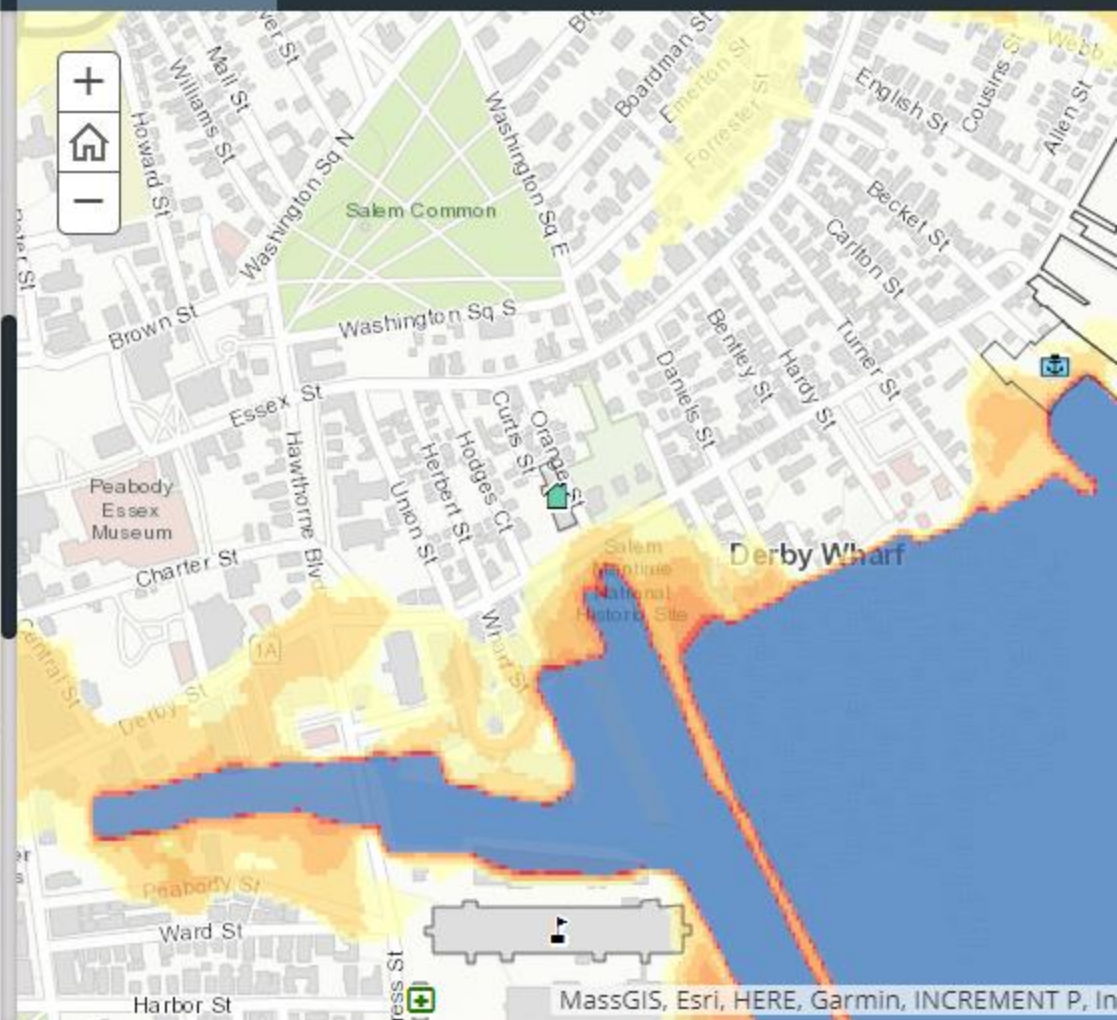 Boardman St
Emerton St
Forrester St
English St
Cousins St
Allen St
Webb
Mall St
Williams St
Howard St
Washington Sq N
Washington Sq E
Salem Common
Washington Sq S
Brown St
Becket St
Carlton St
Turner St
Bentley St
Hardy St
Daniels St
Essex St
Curtis St
Orange St
Hodges Ct
Herbert St
Union St
Hawthorne Blvd
Peabody
Essex
Museum
Charter St
Salem
Maritime
National
Historic Site
Derby Wharf
Wharf St
Central St
1A
Derby St
Peabody St
Ward St
Harbor St
MassGIS, Esri, HERE, Garmin, INCREMENT P, In